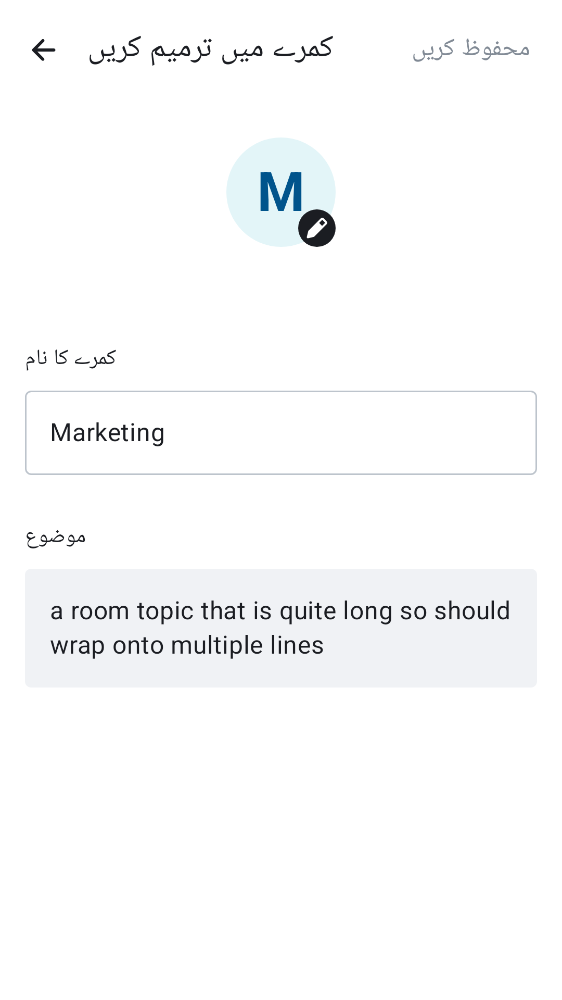 کمرے میں ترمیم کریں
محفوظ کریں
M
کمرے کا نام
Marketing
موضوع
a room topic that is quite long so should
wrap onto multiple lines